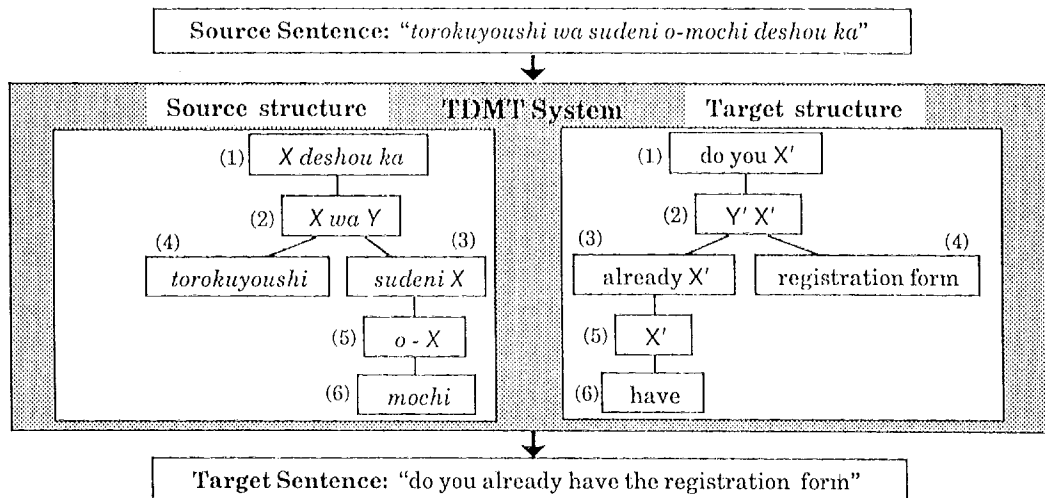 Source Sentence: “torokuyoushi wa sudeni o-mochi deshou ka”
Source structure TDMT System Target structure
(1) X deshou ka
(2) X wa Y
(4) (3)
torokuyoushi sudeni X
(5) o - X
(6) mochi
(1) do you X′
(2) Y′ X′
(3) (4)
already X′ registration form
(5) X′
(6) have
Target Sentence: “do you already have the registration form”